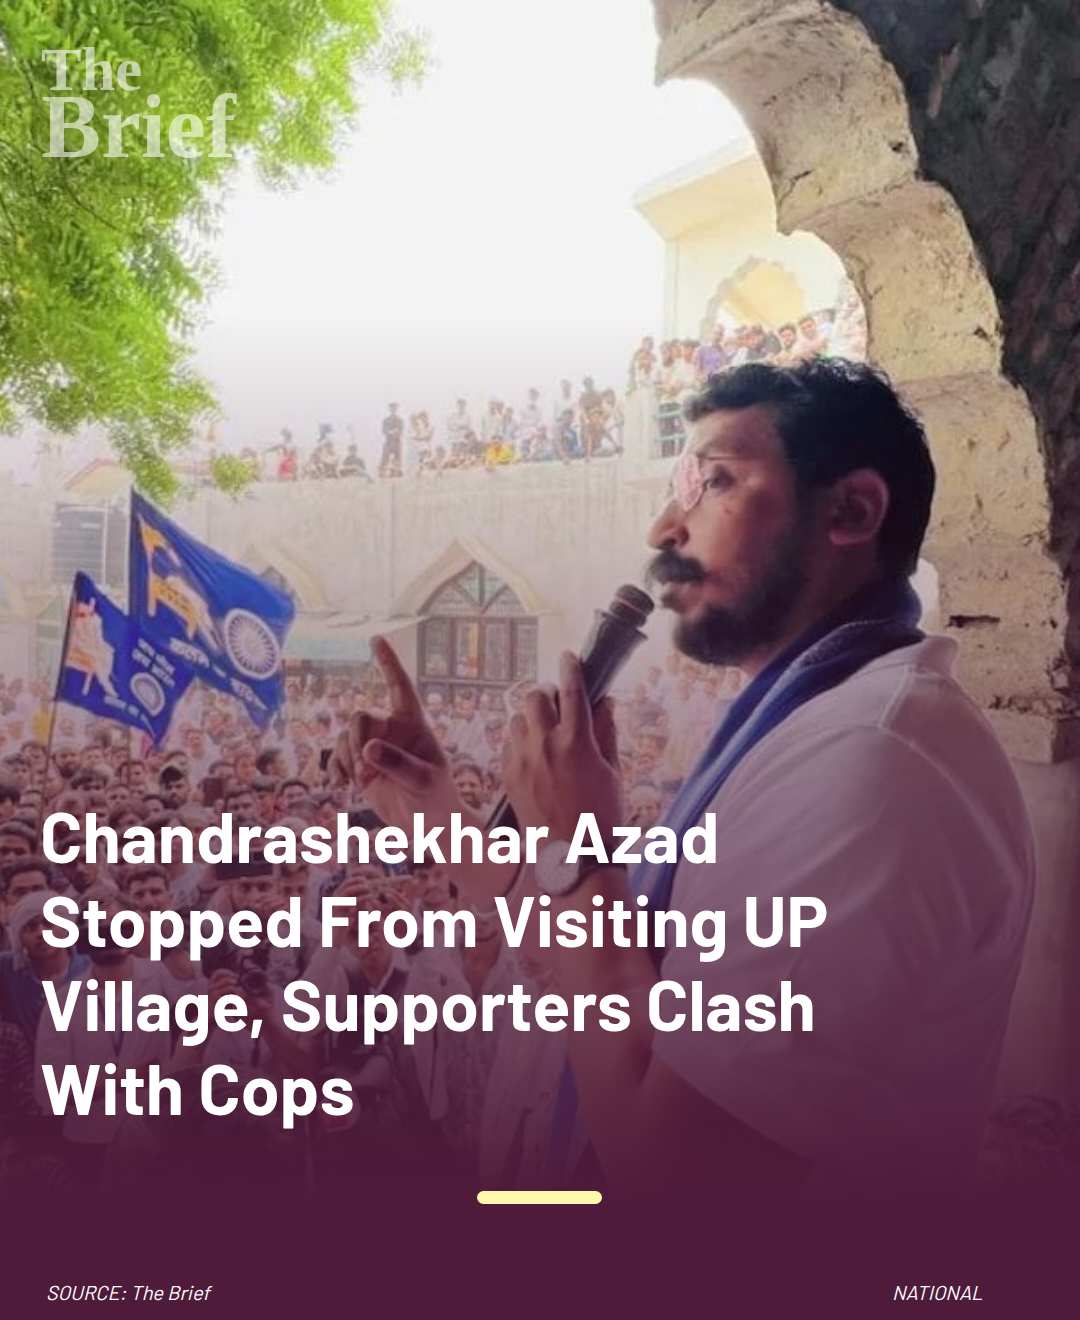 The
Brief
Chandrashekhar Azad
Stopped From Visiting UP
Village, Supporters Clash
With Cops
SOURCE: The Brief
NATIONAL